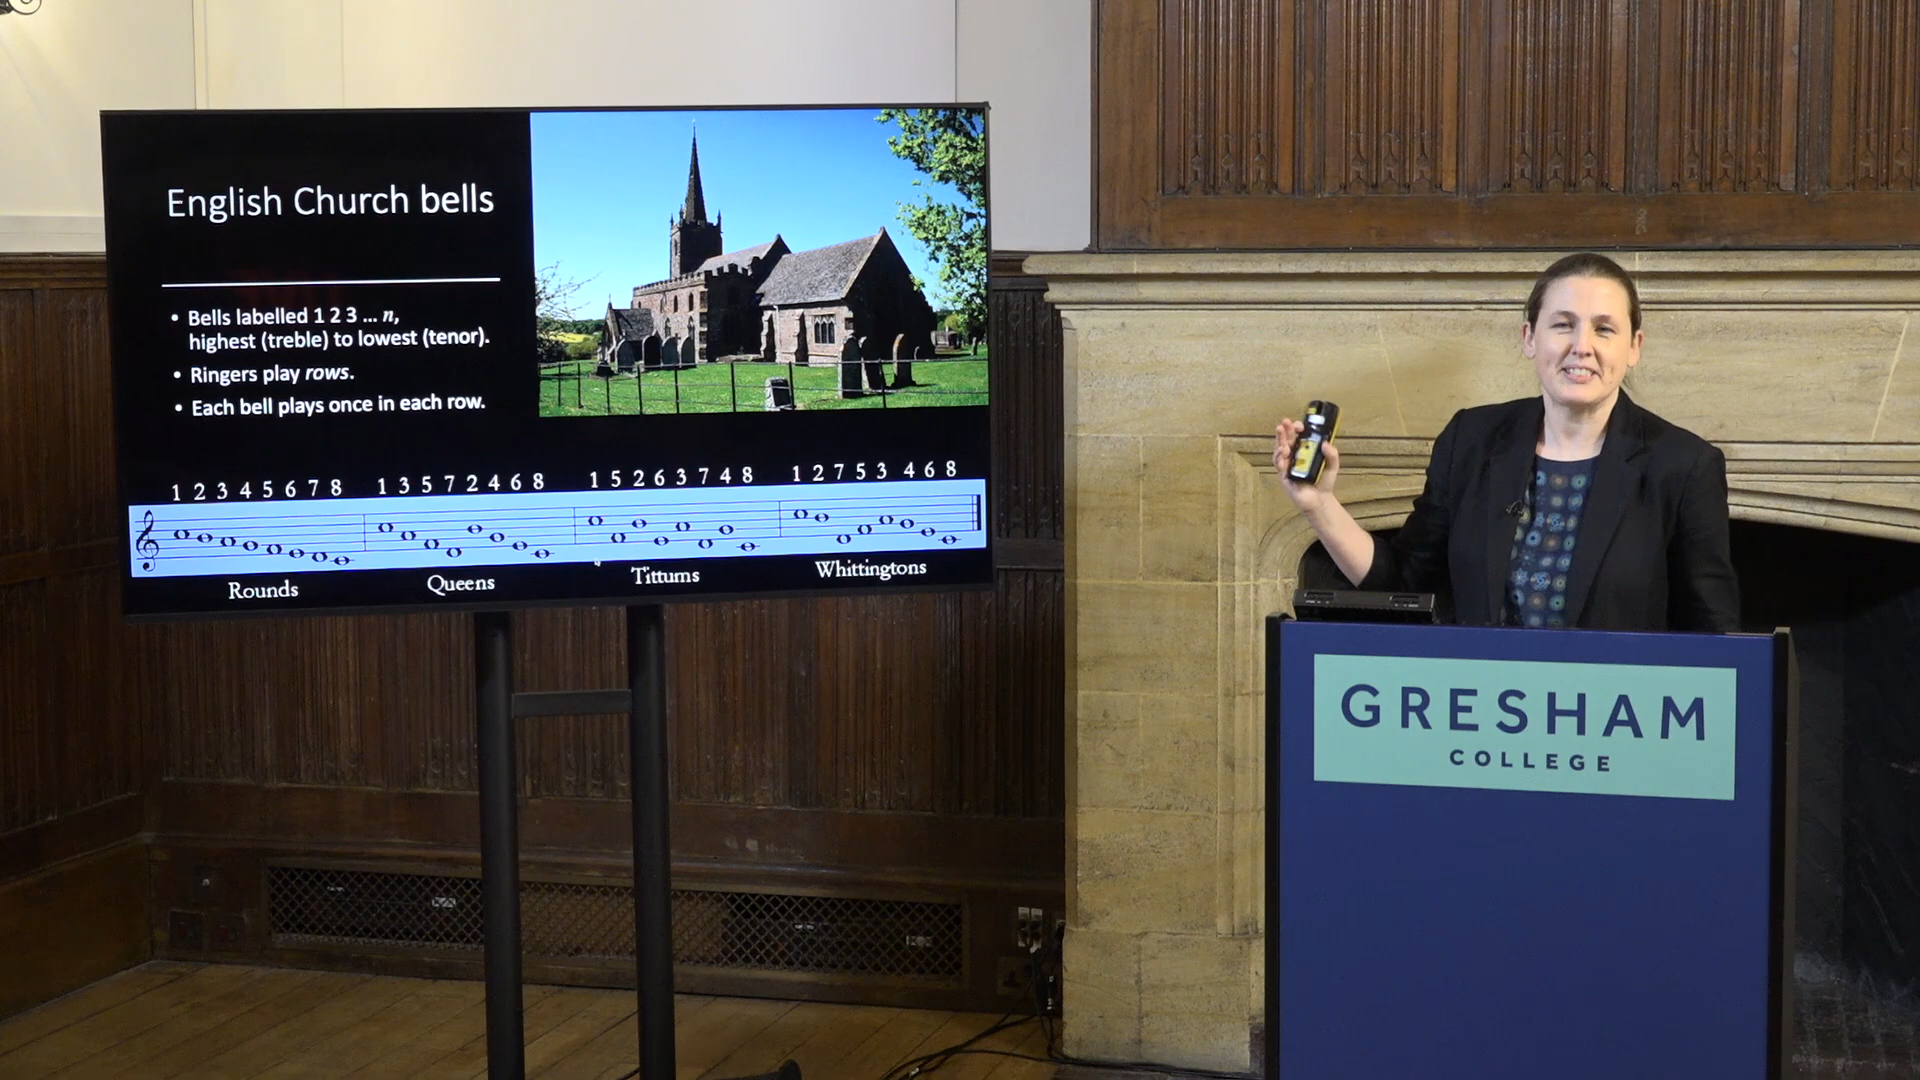 English Church bells
• Bells labelled 1 2 3 ... n,
highest (treble) to lowest (tenor).
• Ringers play rows.
• Each bell plays once in each row.
1 2 3 4 5 6 7 8
1 3 5 7 2 4 6 8
1 5 2 6 3 7 4 8
1 2 7 5 3 4 6 8
Rounds
Queens
Tittums
Whittingtons
GRESHAM
COLLEGE